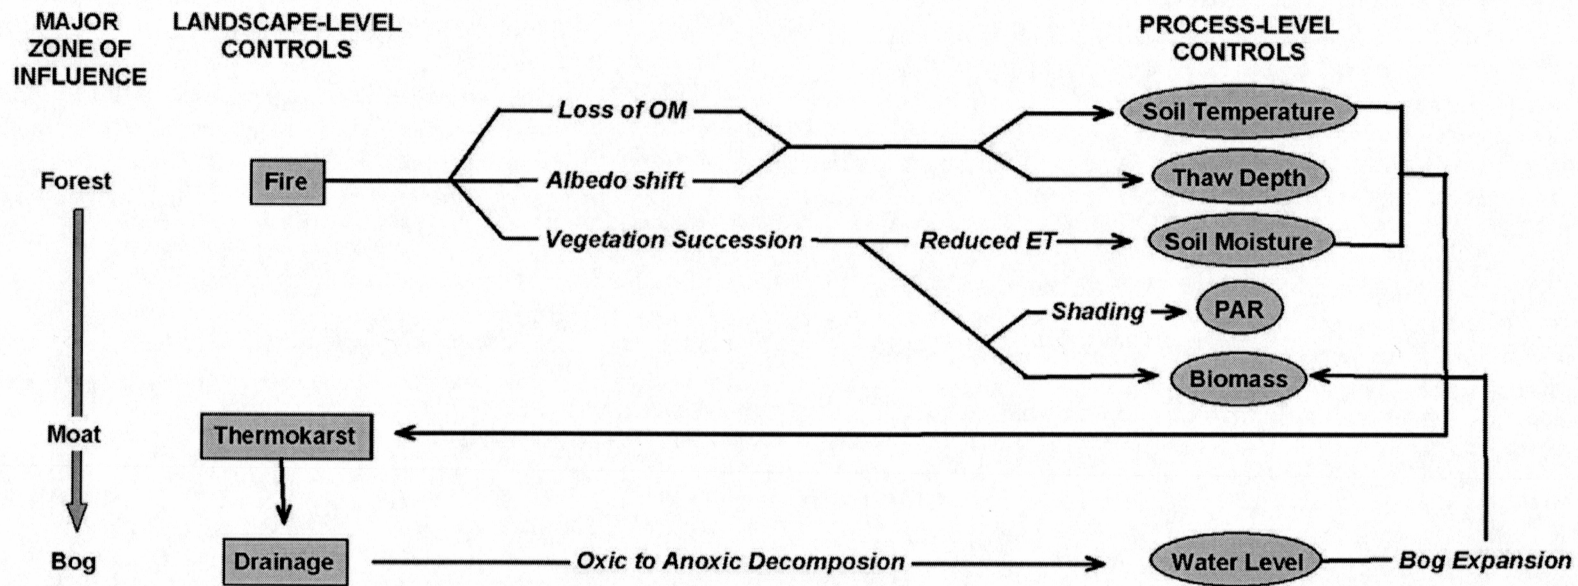 MAJOR
ZONE OF
INFLUENCE
LANDSCAPE-LEVEL
CONTROLS
PROCESS-LEVEL
CONTROLS
Loss of OM
Soil Temperature
Forest
Fire
Albedo shift
Thaw Depth
Vegetation Succession
Reduced ET
Soil Moisture
Shading
PAR
Biomass
Moat
Thermokarst
Bog
Drainage
Oxic to Anoxic Decomposion
Water Level
Bog Expansion